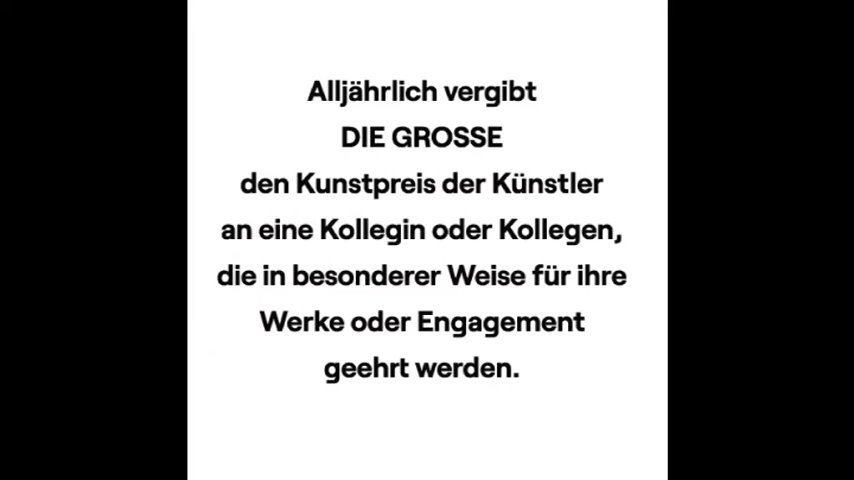 Alljährlich vergibt
DIE GROSSE
den Kunstpreis der Künstler
an eine Kollegin oder Kollegen,
die in besonderer Weise für ihre
Werke oder Engagement
geehrt werden.